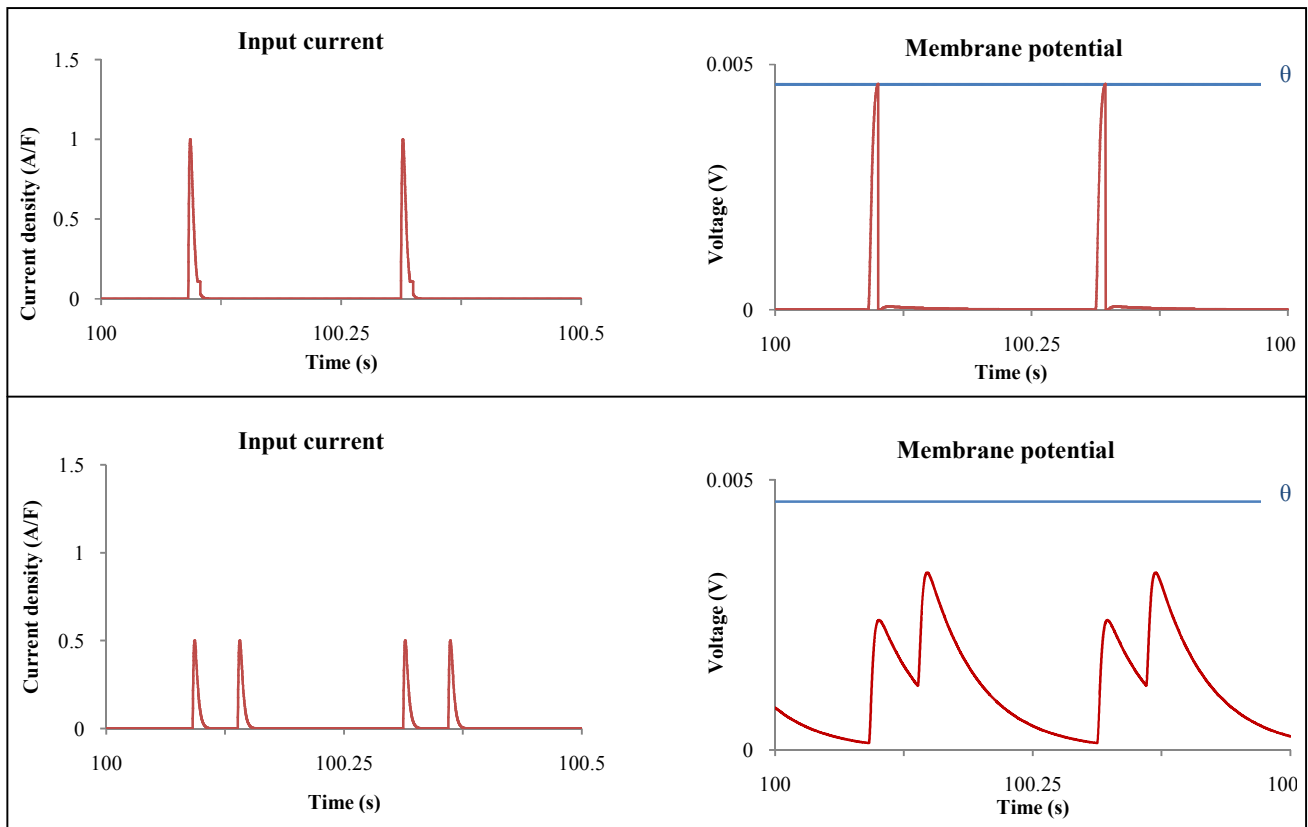 Input current
1.5
1
0.5
0
Current density (A/F)
100
100.25
100.5
Time (s)
Membrane potential
0.005
θ
0
Voltage (V)
100
100.25
100
Time (s)
Input current
1.5
1
0.5
0
Current density (A/F)
100
100.25
100.5
Time (s)
Membrane potential
0.005
θ
0
Voltage (V)
100
100.25
100
Time (s)